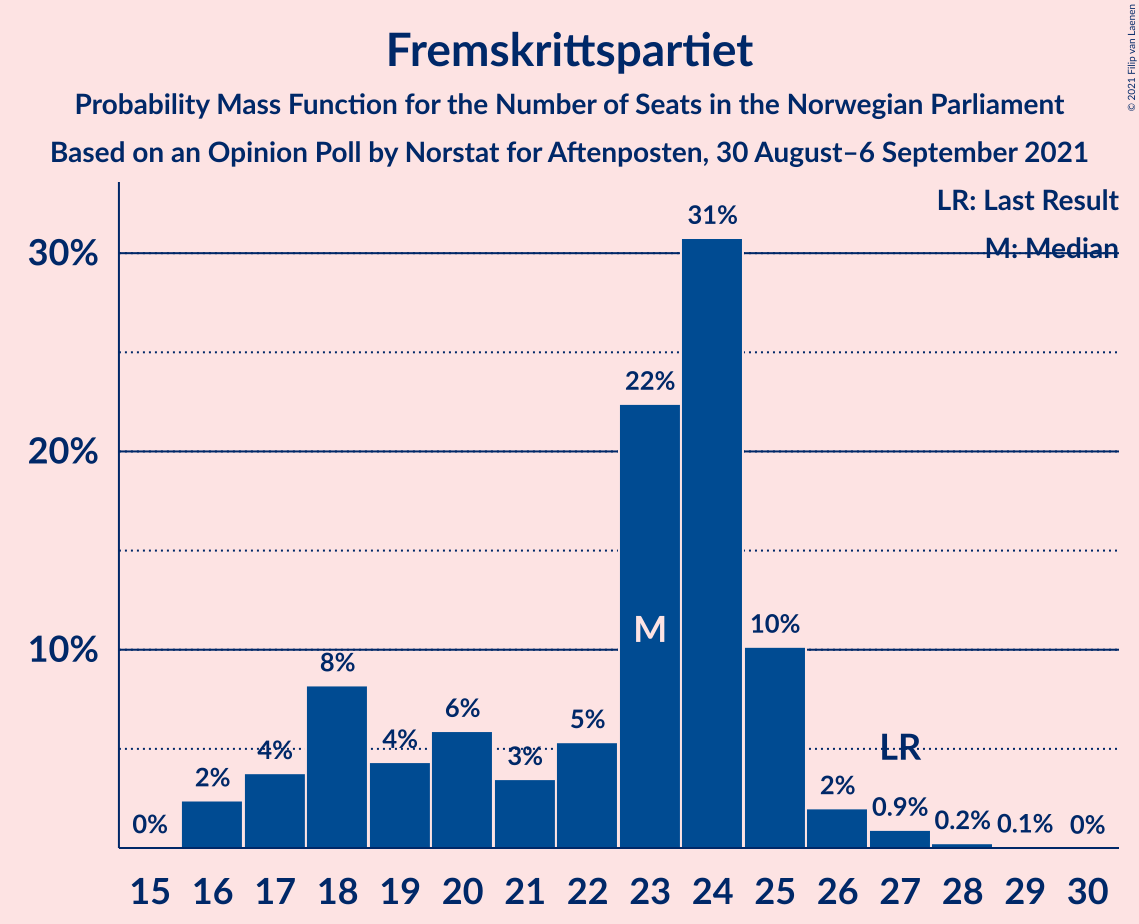 Fremskrittspartiet
Probability Mass Function for the Number of Seats in the Norwegian Parliament
Based on an Opinion Poll by Norstat for Aftenposten, 30 August–6 September 2021
© 2021 Filip van Laenen
LR: Last Result
M: Median
30%
20%
10%
0%
2%
4%
8%
4%
6%
3%
5%
22%
31%
10%
2%
0.9%
0.2%
0.1%
0%
M
LR
15 16 17 18 19 20 21 22 23 24 25 26 27 28 29 30